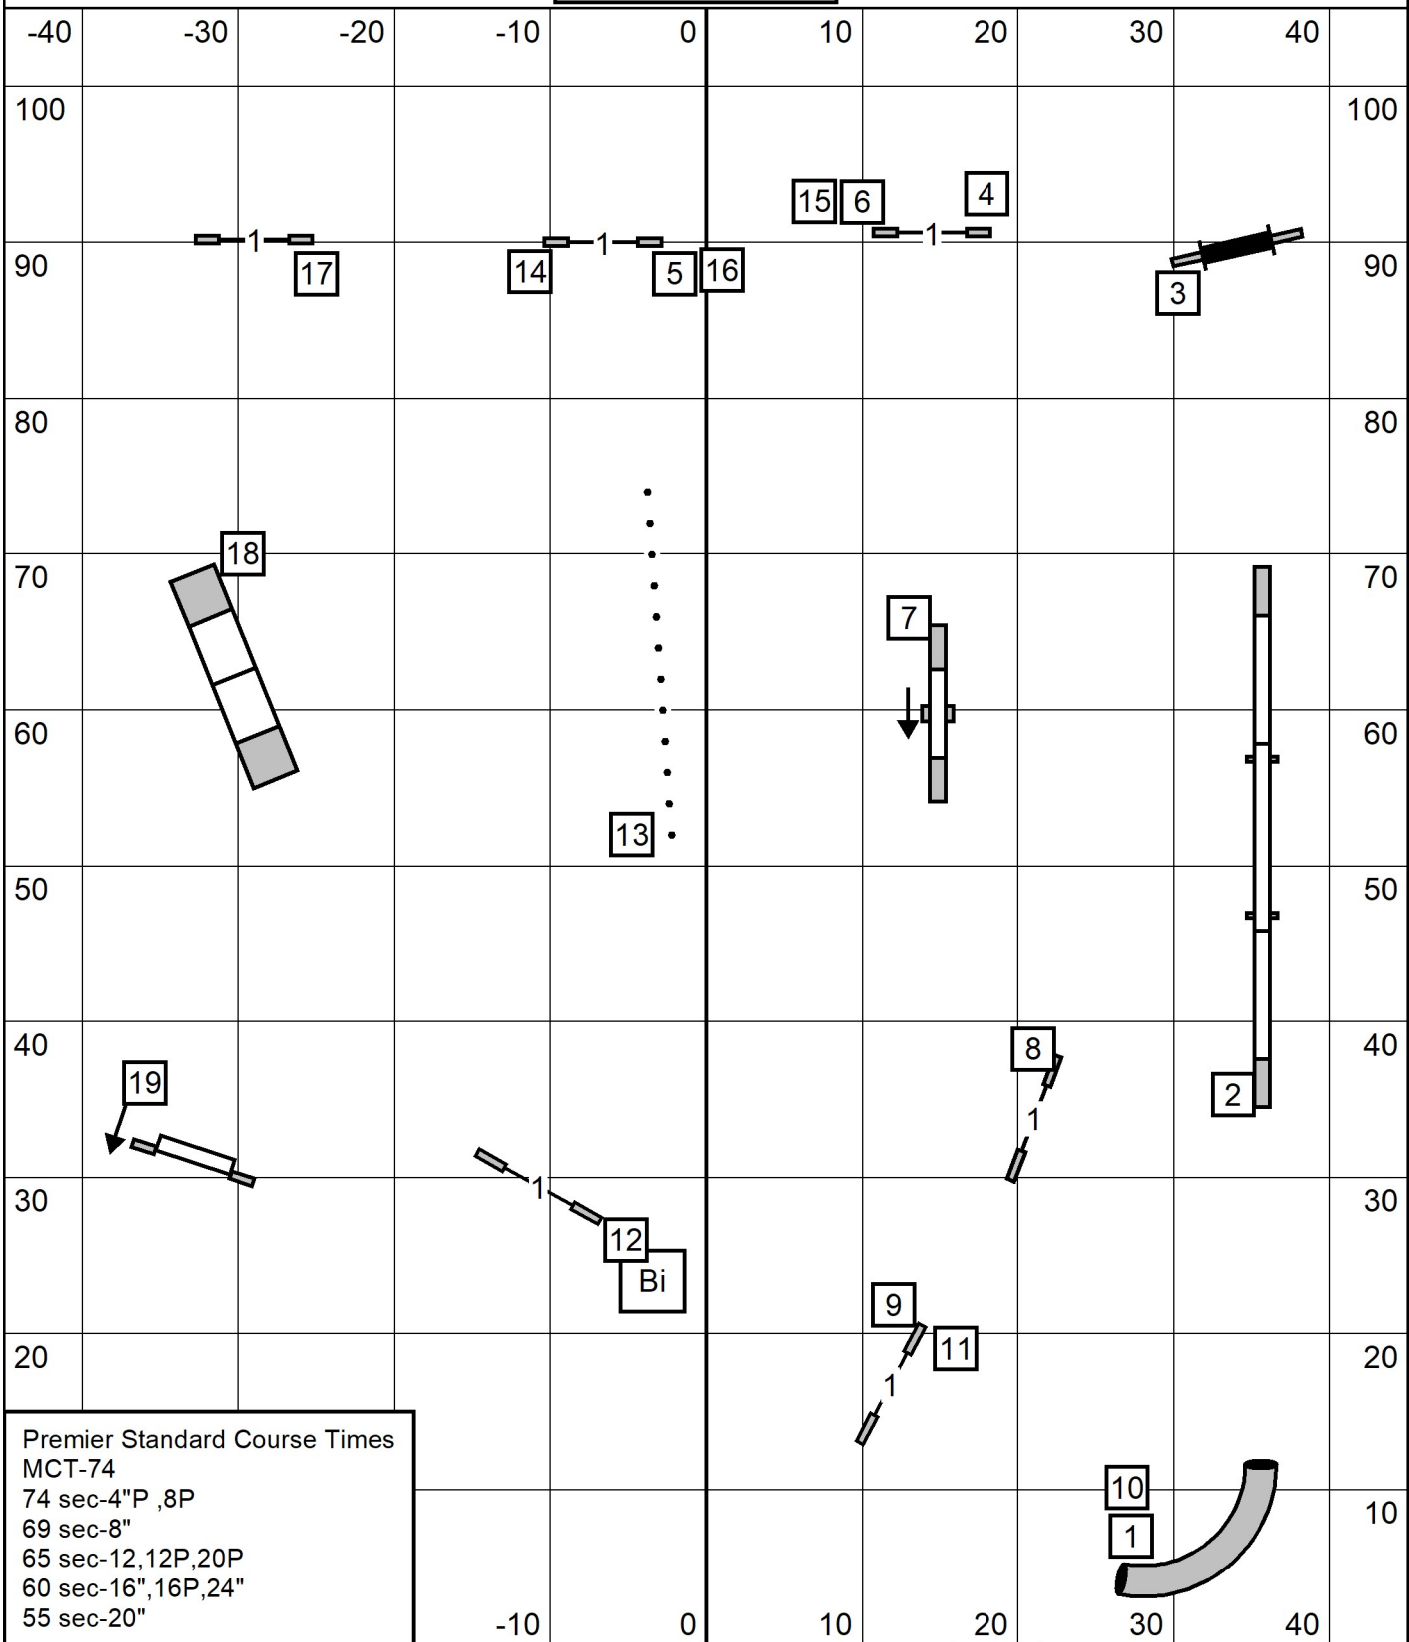 -40 -30 -20 -10 0 10 20 30 40
100 100
15 6 4
1 1 1
90 90
17 14 5 16 3
80 80
18
70 70
7
60 60
13
50 50
40 40
8
19 2
1
1
30 30
12
Bi
9
20 11 20
1
Premier Standard Course Times
MCT-74
74 sec-4"P ,8P
69 sec-8"
65 sec-12,12P,20P
60 sec-16",16P,24"
55 sec-20"
10
10
1
-10 0 10 20 30 40